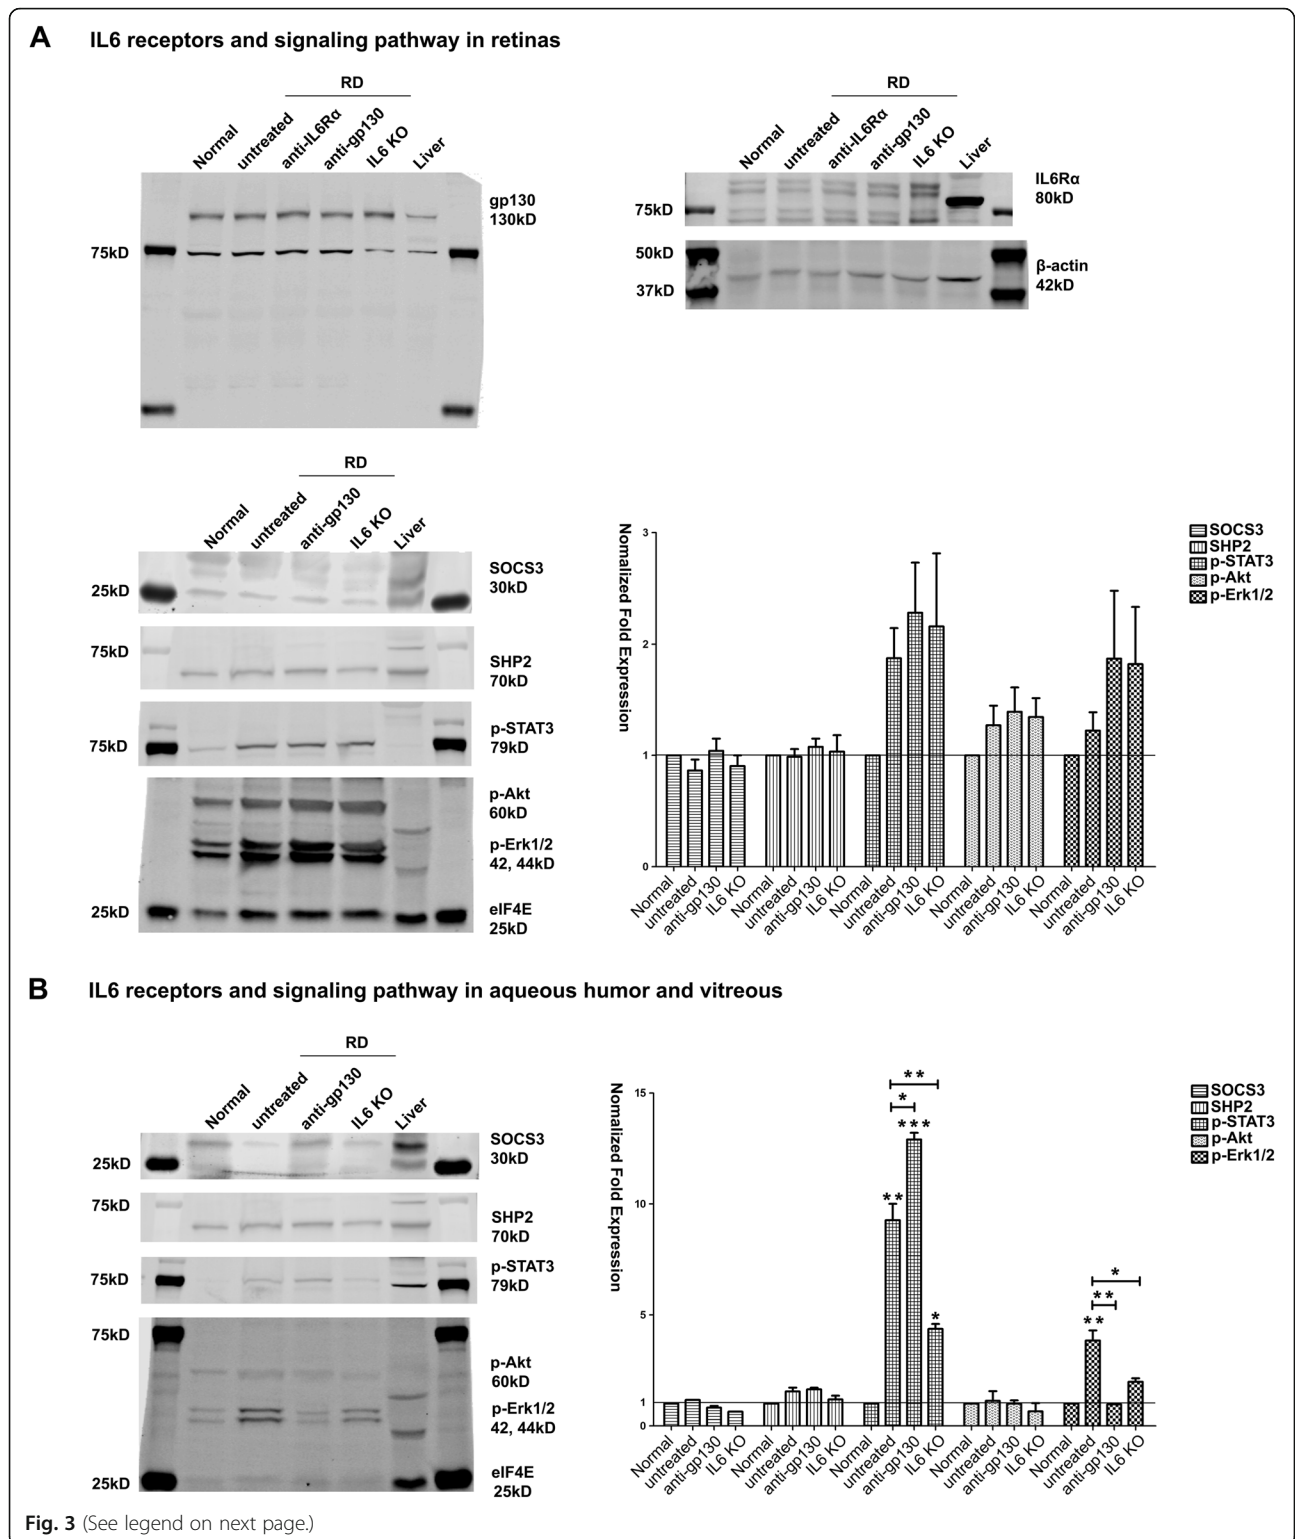 A IL6 receptors and signaling pathway in retinas
RD
Normal
untreated
anti-IL6Rα
anti-gp130
IL6 KO
Liver
gp130
130kD
75kD
RD
Normal
untreated
anti-IL6Rα
anti-gp130
IL6 KO
Liver
75kD
IL6Rα
80kD
50kD
37kD
β-actin
42kD
RD
Normal
untreated
anti-gp130
IL6 KO
Liver
25kD
SOCS3
30kD
75kD
SHP2
70kD
75kD
p-STAT3
79kD
p-Akt
60kD
p-Erk1/2
42, 44kD
25kD
eIF4E
25kD
Nomalized Fold Expression
3
2
1
0
Normal
untreated
anti-gp130
IL6 KO
Normal
untreated
anti-gp130
IL6 KO
Normal
untreated
anti-gp130
IL6 KO
Normal
untreated
anti-gp130
IL6 KO
Normal
untreated
anti-gp130
IL6 KO
SOCS3
SHP2
p-STAT3
p-Akt
p-Erk1/2
B IL6 receptors and signaling pathway in aqueous humor and vitreous
RD
Normal
untreated
anti-gp130
IL6 KO
Liver
25kD
SOCS3
30kD
75kD
SHP2
70kD
75kD
p-STAT3
79kD
75kD
p-Akt
60kD
p-Erk1/2
42, 44kD
25kD
eIF4E
25kD
Nomalized Fold Expression
15
10
5
1
0
**
*
***
**
*
*
**
**
Normal
untreated
anti-gp130
IL6 KO
Normal
untreated
anti-gp130
IL6 KO
Normal
untreated
anti-gp130
IL6 KO
Normal
untreated
anti-gp130
IL6 KO
Normal
untreated
anti-gp130
IL6 KO
SOCS3
SHP2
p-STAT3
p-Akt
p-Erk1/2
Fig. 3 (See legend on next page.)